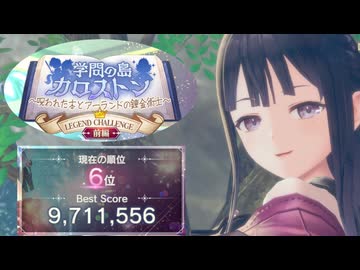 学問の島
カロストン
～呪われた本とアーランドの錬金術士～
LEGEND CHALLENGE
前編
現在の順位
6位
Best Score
9,711,556